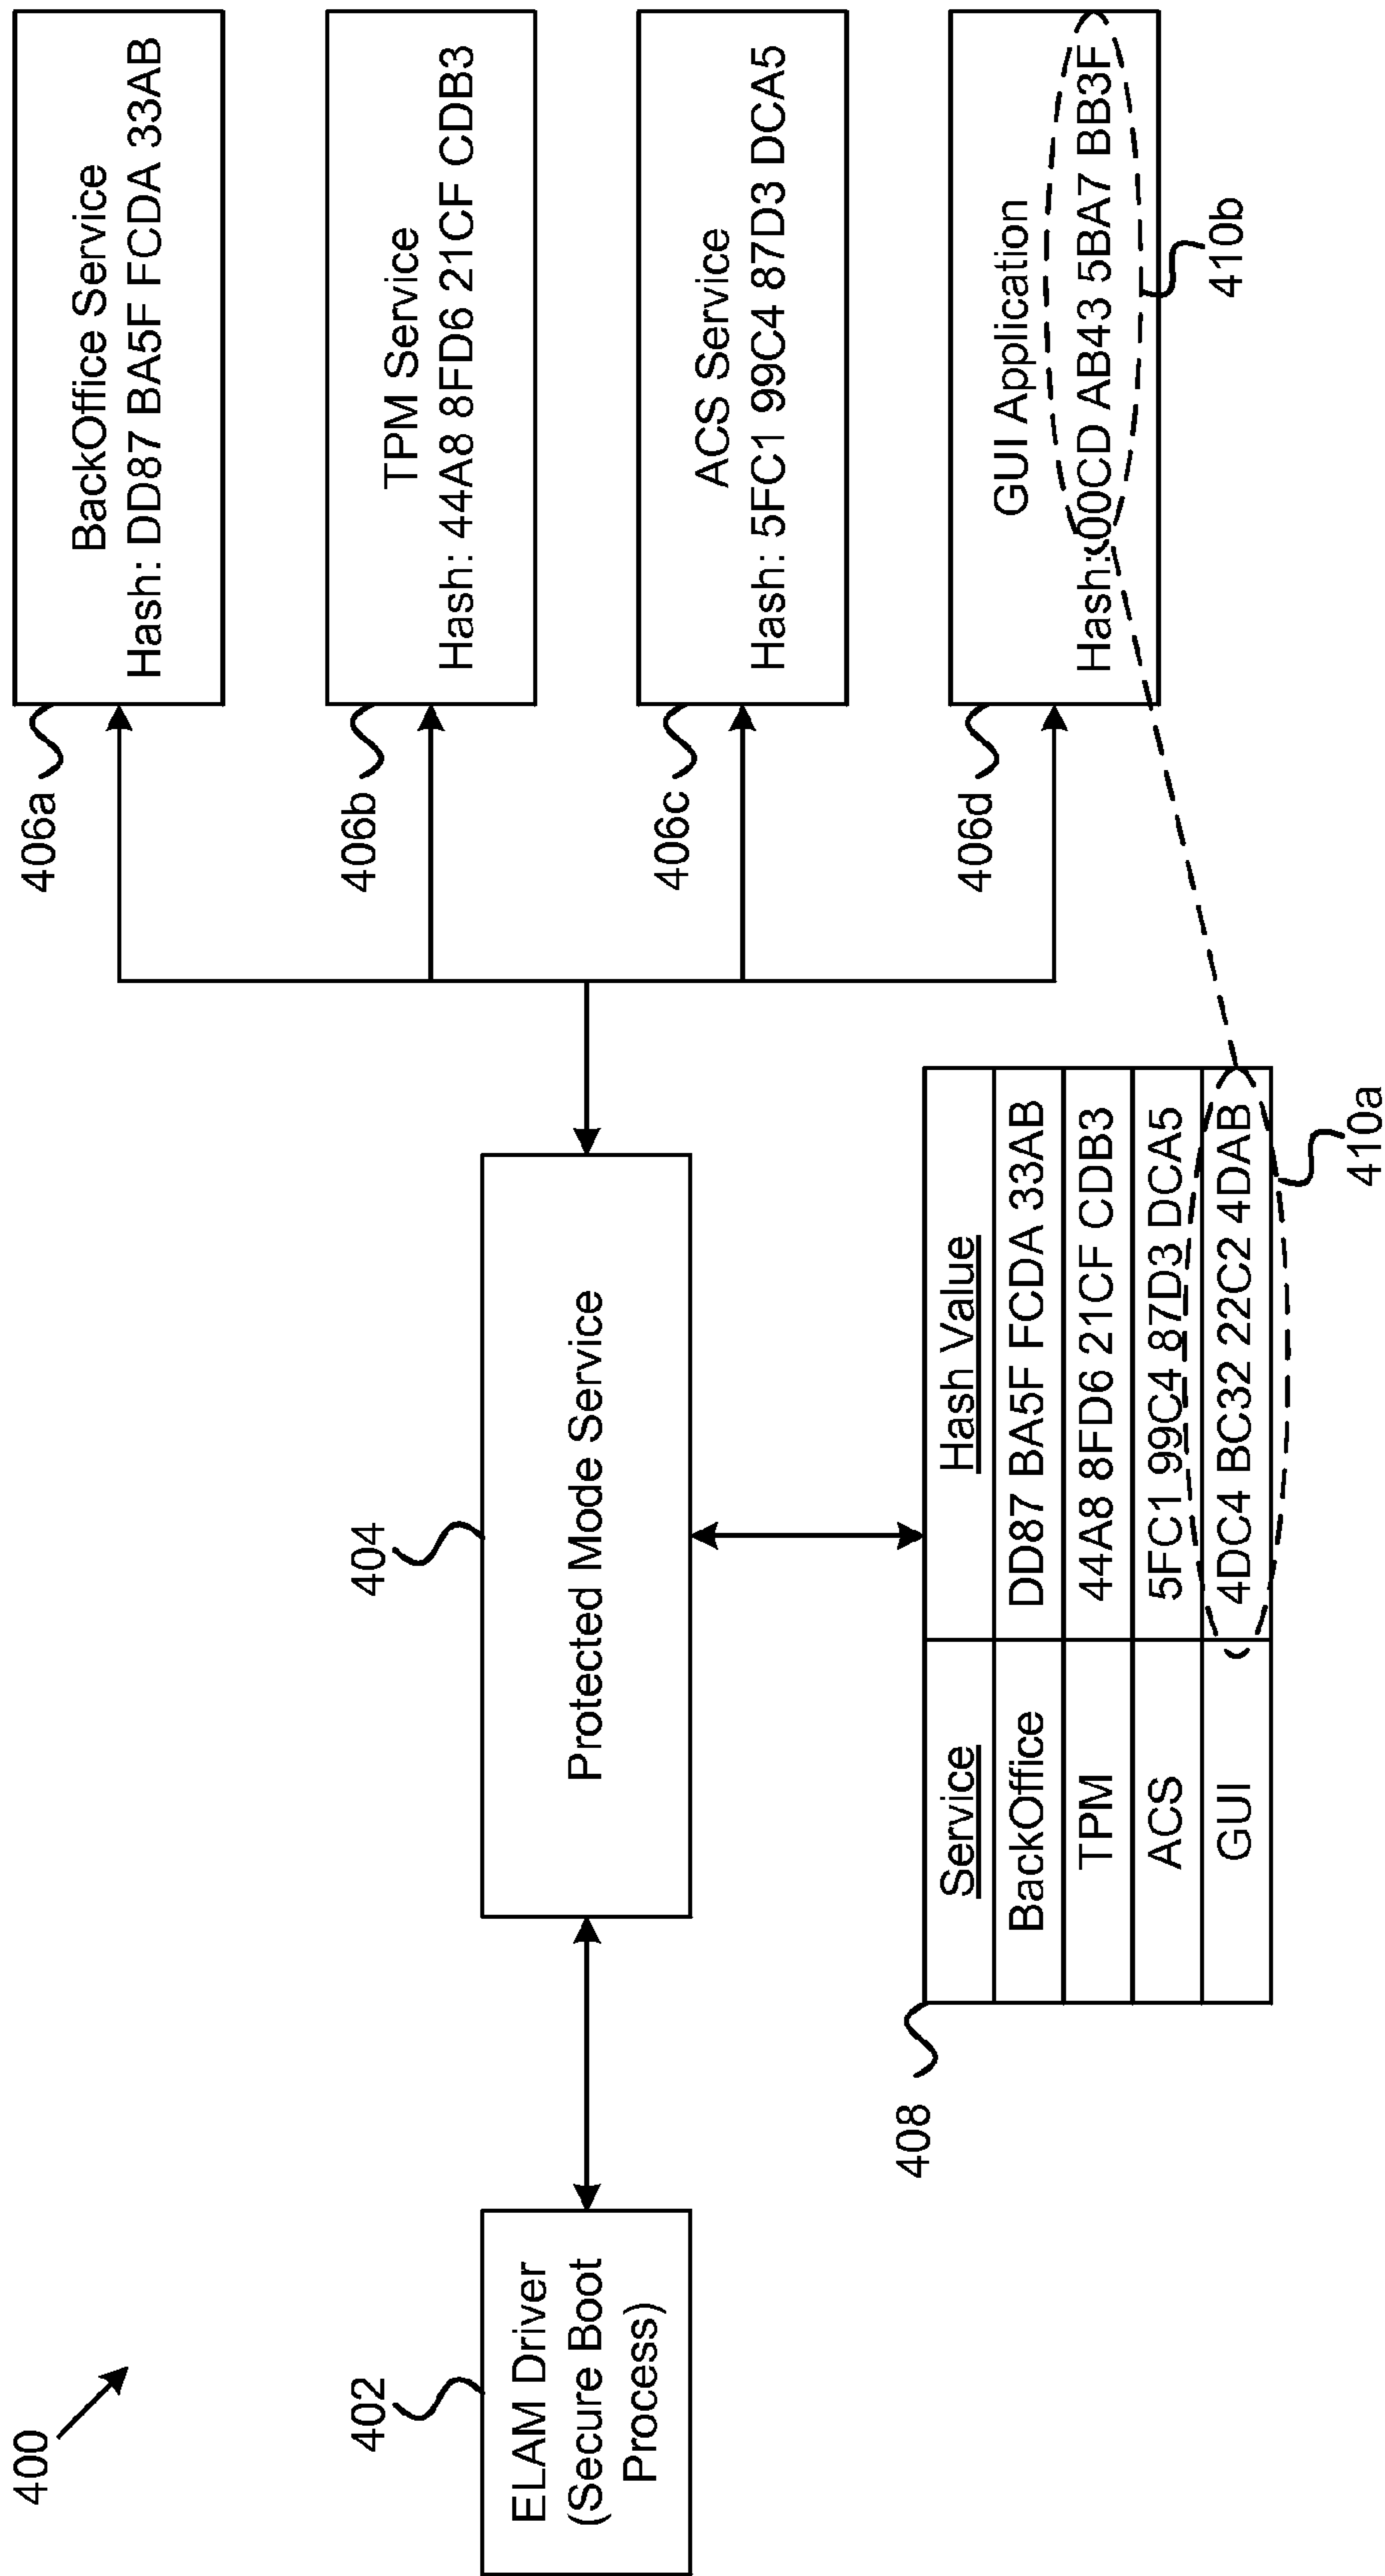 400
402
ELAM Driver
(Secure Boot
Process)
404
Protected Mode Service
406a
BackOffice Service
Hash: DD87 BA5F FCDA 33AB
406b
TPM Service
Hash: 44A8 8FD6 21CF CDB3
406c
ACS Service
Hash: 5FC1 99C4 87D3 DCA5
406d
GUI Application
Hash: 00CD AB43 5BA7 BB3F
410b
408
Service Hash Value
BackOffice DD87 BA5F FCDA 33AB
TPM 44A8 8FD6 21CF CDB3
ACS 5FC1 99C4 87D3 DCA5
GUI 4DC4 BC32 22C2 4DAB
410a